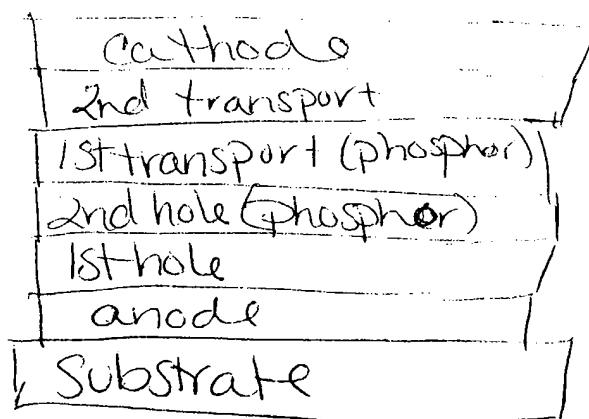 Cathode
2nd transport
1st transport (phosphor)
2nd hole (phosphor)
1st hole
anode
Substrate